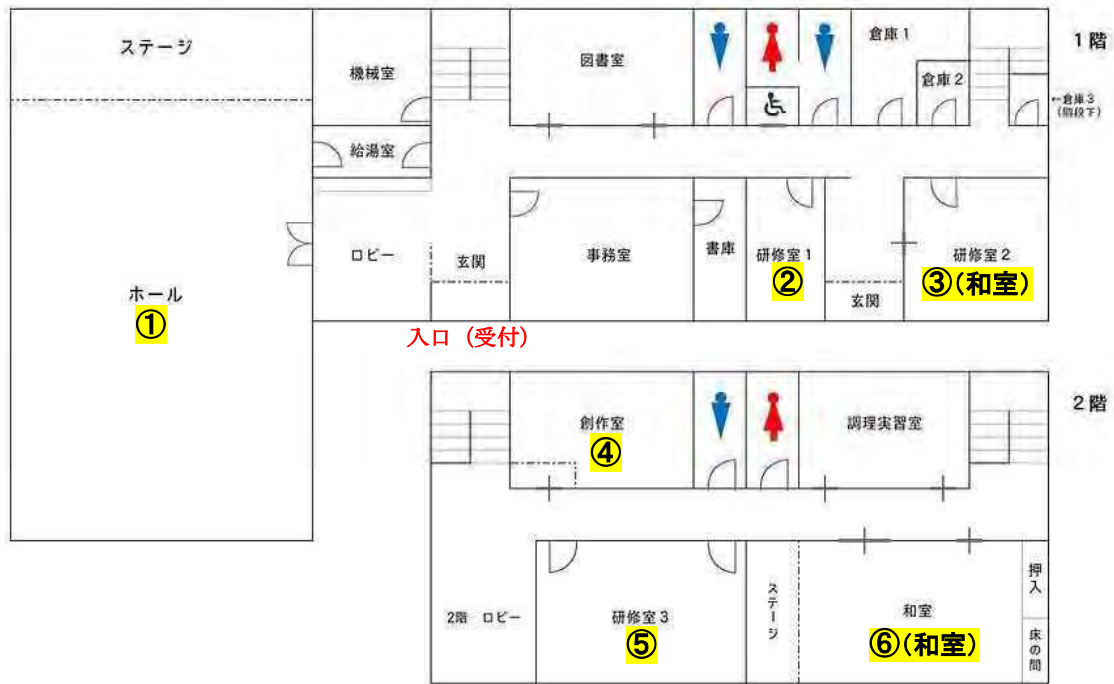 ステージ
機械室
図書室
倉庫1
倉庫2
1階
←倉庫3
(階段下)
給湯室
ロビー
玄関
事務室
書庫
研修室1
②
玄関
研修室2
③(和室)
ホール
①
入口 (受付)
2階
創作室
④
調理実習室
2階 ロビー
研修室3
⑤
ステージ
和室
⑥(和室)
押入
床の間